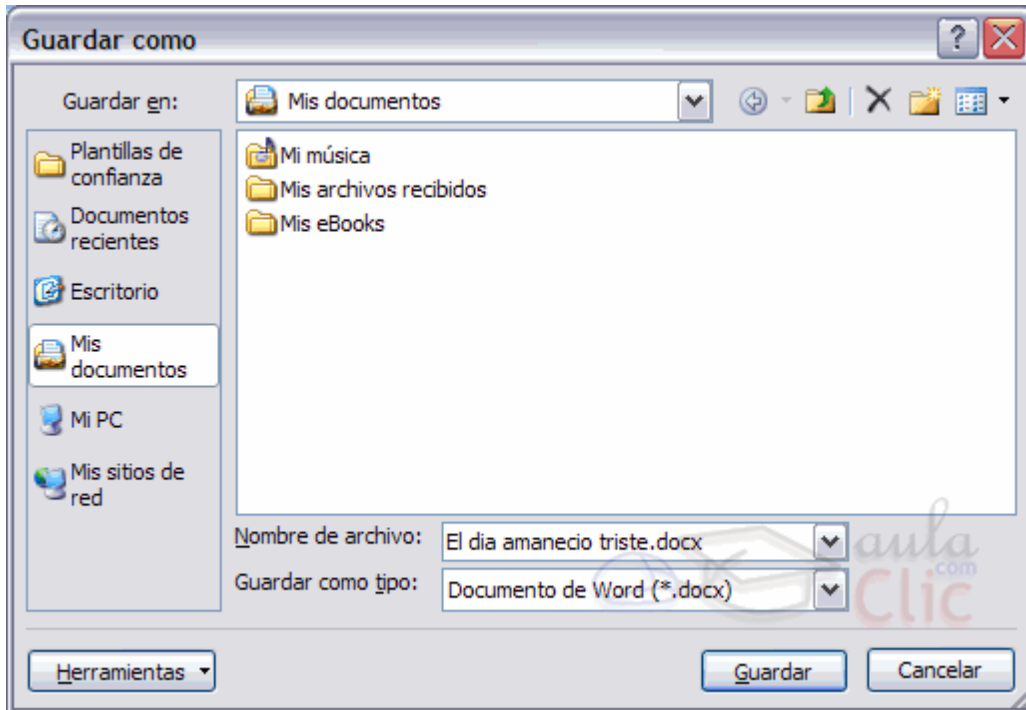 Guardar como
Guardar en:
Mis documentos
Plantillas de
confianza
Documentos
recientes
Escritorio
Mis
documentos
Mi PC
Mis sitios de
red
Mi música
Mis archivos recibidos
Mis eBooks
Nombre de archivo:
El dia amanecio triste.docx
Guardar como tipo:
Documento de Word (*.docx)
aula
.com
Clic
Herramientas
Guardar
Cancelar